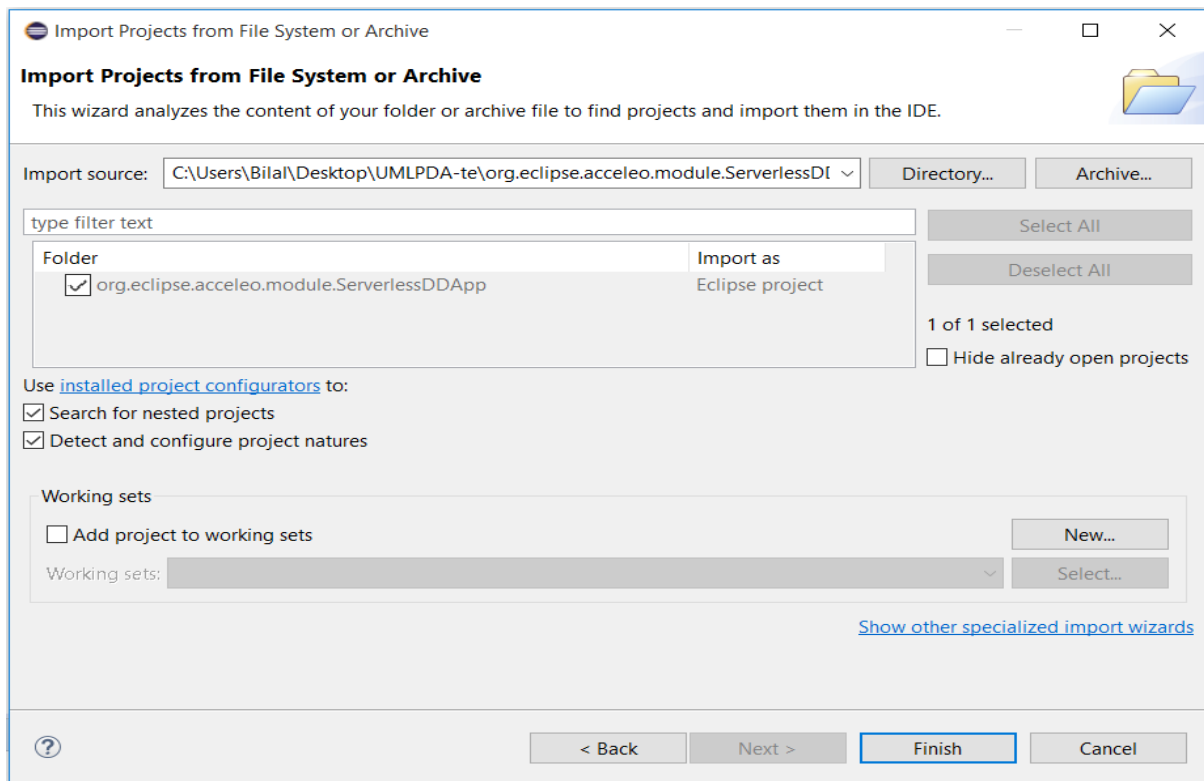 Import Projects from File System or Archive
Import Projects from File System or Archive
This wizard analyzes the content of your folder or archive file to find projects and import them in the IDE.
Import source: C:\Users\Bilal\Desktop\UMLPDA-te\org.eclipse.acceleo.module.ServerlessDD Directory... Archive...
type filter text Select All
Folder Import as Deselect All
org.eclipse.acceleo.module.ServerlessDDApp Eclipse project
1 of 1 selected
Hide already open projects
Use installed project configurators to:
Search for nested projects
Detect and configure project natures
Working sets
Add project to working sets New...
Working sets: Select...
Show other specialized import wizards
? < Back Next > Finish Cancel